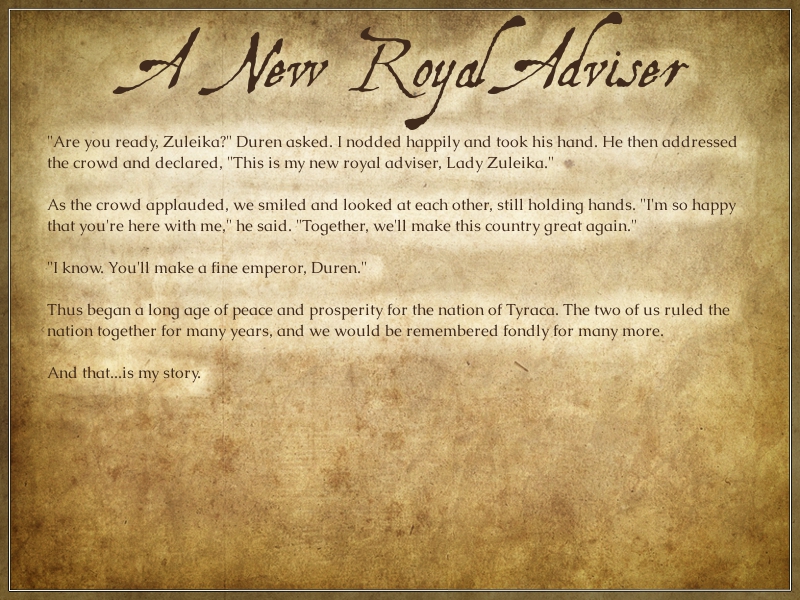 A New Royal Adviser
"Are you ready, Zuleika?" Duren asked. I nodded happily and took his hand. He then addressed
the crowd and declared, "This is my new royal adviser, Lady Zuleika."
As the crowd applauded, we smiled and looked at each other, still holding hands. "I'm so happy
that you're here with me," he said. "Together, we'll make this country great again."
"I know. You'll make a fine emperor, Duren."
Thus began a long age of peace and prosperity for the nation of Tyraca. The two of us ruled the
nation together for many years, and we would be remembered fondly for many more.
And that...is my story.